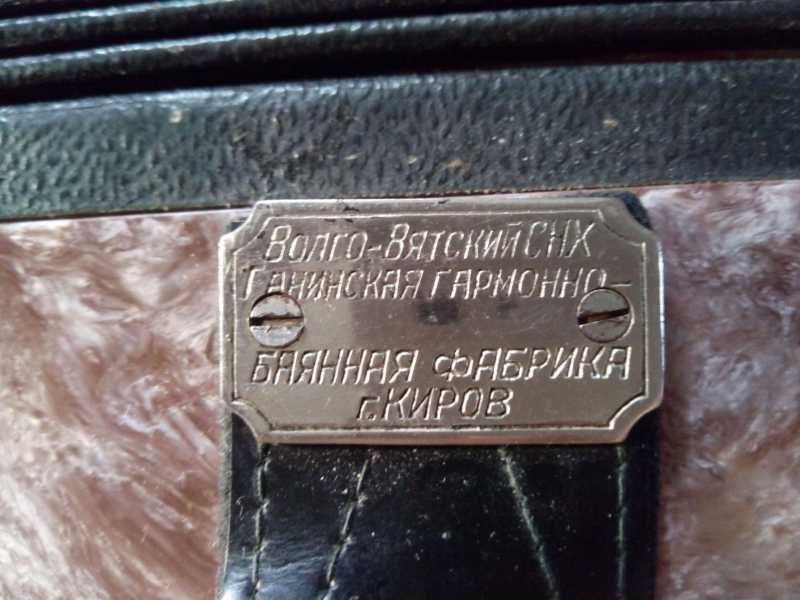 Волго-Вятский СНХ
Ганинская гармонно-
баянная фабрика
г. Киров